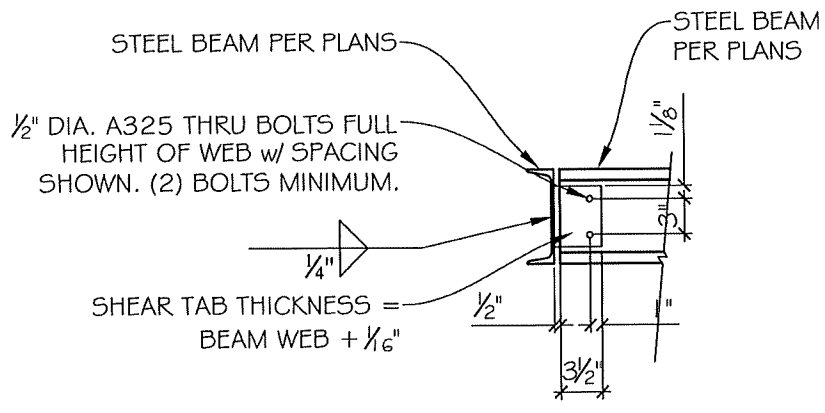 STEEL BEAM PER PLANS
STEEL BEAM
PER PLANS
½" DIA. A325 THRU BOLTS FULL
HEIGHT OF WEB w/ SPACING
SHOWN. (2) BOLTS MINIMUM.
1⅛"
3"
¼"
SHEAR TAB THICKNESS =
BEAM WEB + 1/16"
½"
1"
3½"